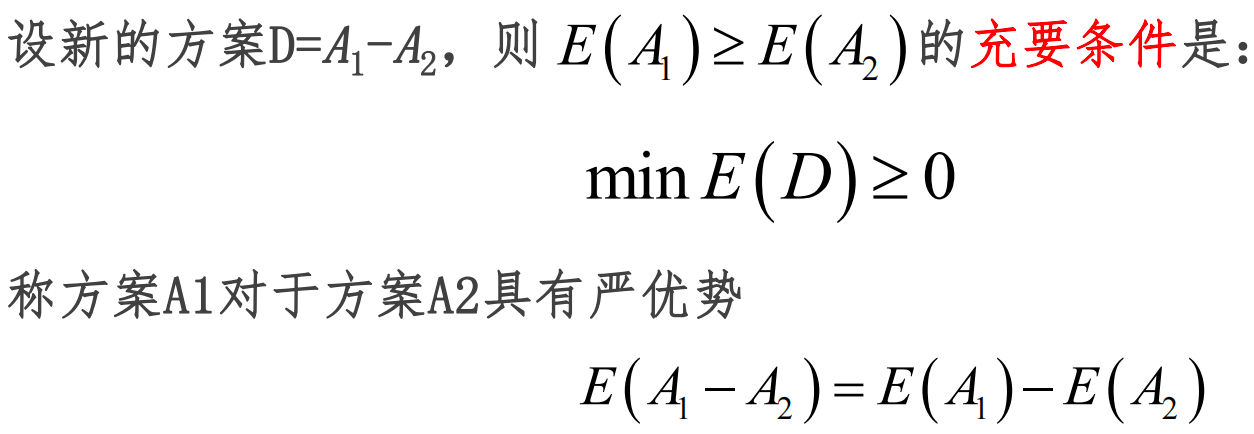 设新的方案D=A₁-A₂，则 E(A₁) ≥ E(A₂)的充要条件是：
min E(D) ≥ 0
称方案A1对于方案A2具有严优势
E(A₁ − A₂) = E(A₁) − E(A₂)